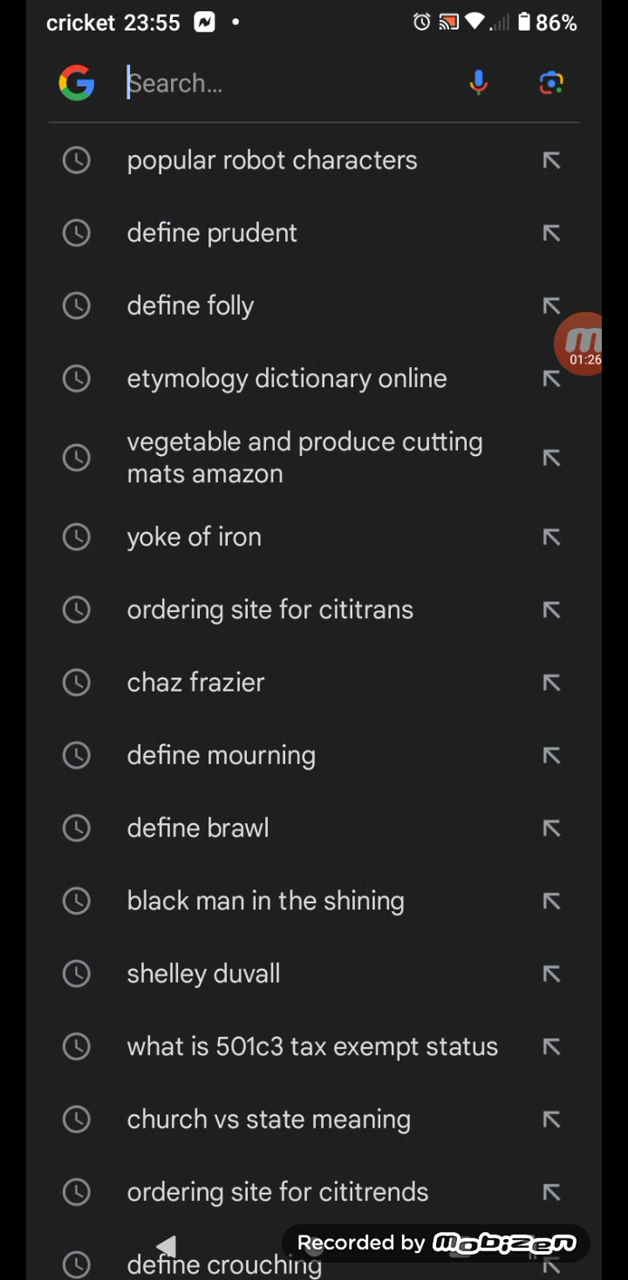 cricket 23:55 86%
Search...
popular robot characters
define prudent
define folly
01:26
etymology dictionary online
vegetable and produce cutting
mats amazon
yoke of iron
ordering site for cititrans
chaz frazier
define mourning
define brawl
black man in the shining
shelley duvall
what is 501c3 tax exempt status
church vs state meaning
ordering site for cititrends
Recorded by mobizen
define crouching